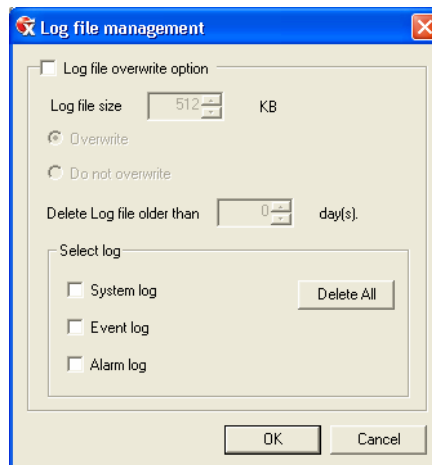 Log file management
Log file overwrite option
Log file size 512 KB
Overwrite
Do not overwrite
Delete Log file older than 0 day(s).
Select log
System log Delete All
Event log
Alarm log
OK Cancel